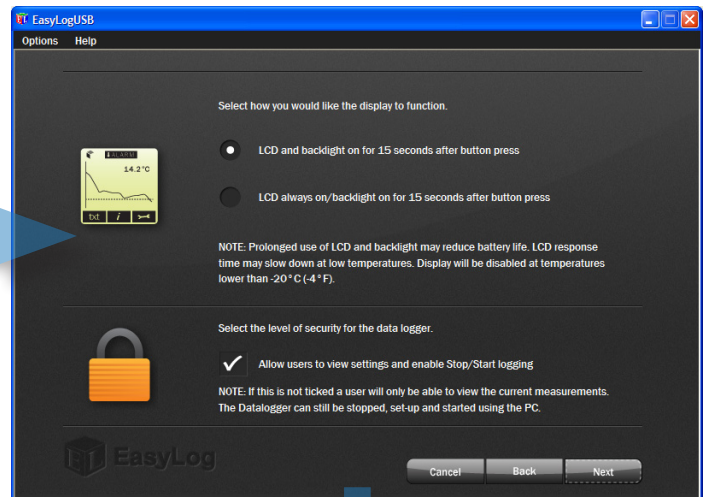 EasyLogUSB
Options Help
Select how you would like the display to function.
ALARM
14.2°C
txt i
LCD and backlight on for 15 seconds after button press
LCD always on/backlight on for 15 seconds after button press
NOTE: Prolonged use of LCD and backlight may reduce battery life. LCD response
time may slow down at low temperatures. Display will be disabled at temperatures
lower than -20°C (-4°F).
Select the level of security for the data logger.
Allow users to view settings and enable Stop/Start logging
NOTE: If this is not ticked a user will only be able to view the current measurements.
The Datalogger can still be stopped, set-up and started using the PC.
EasyLog
Cancel Back Next